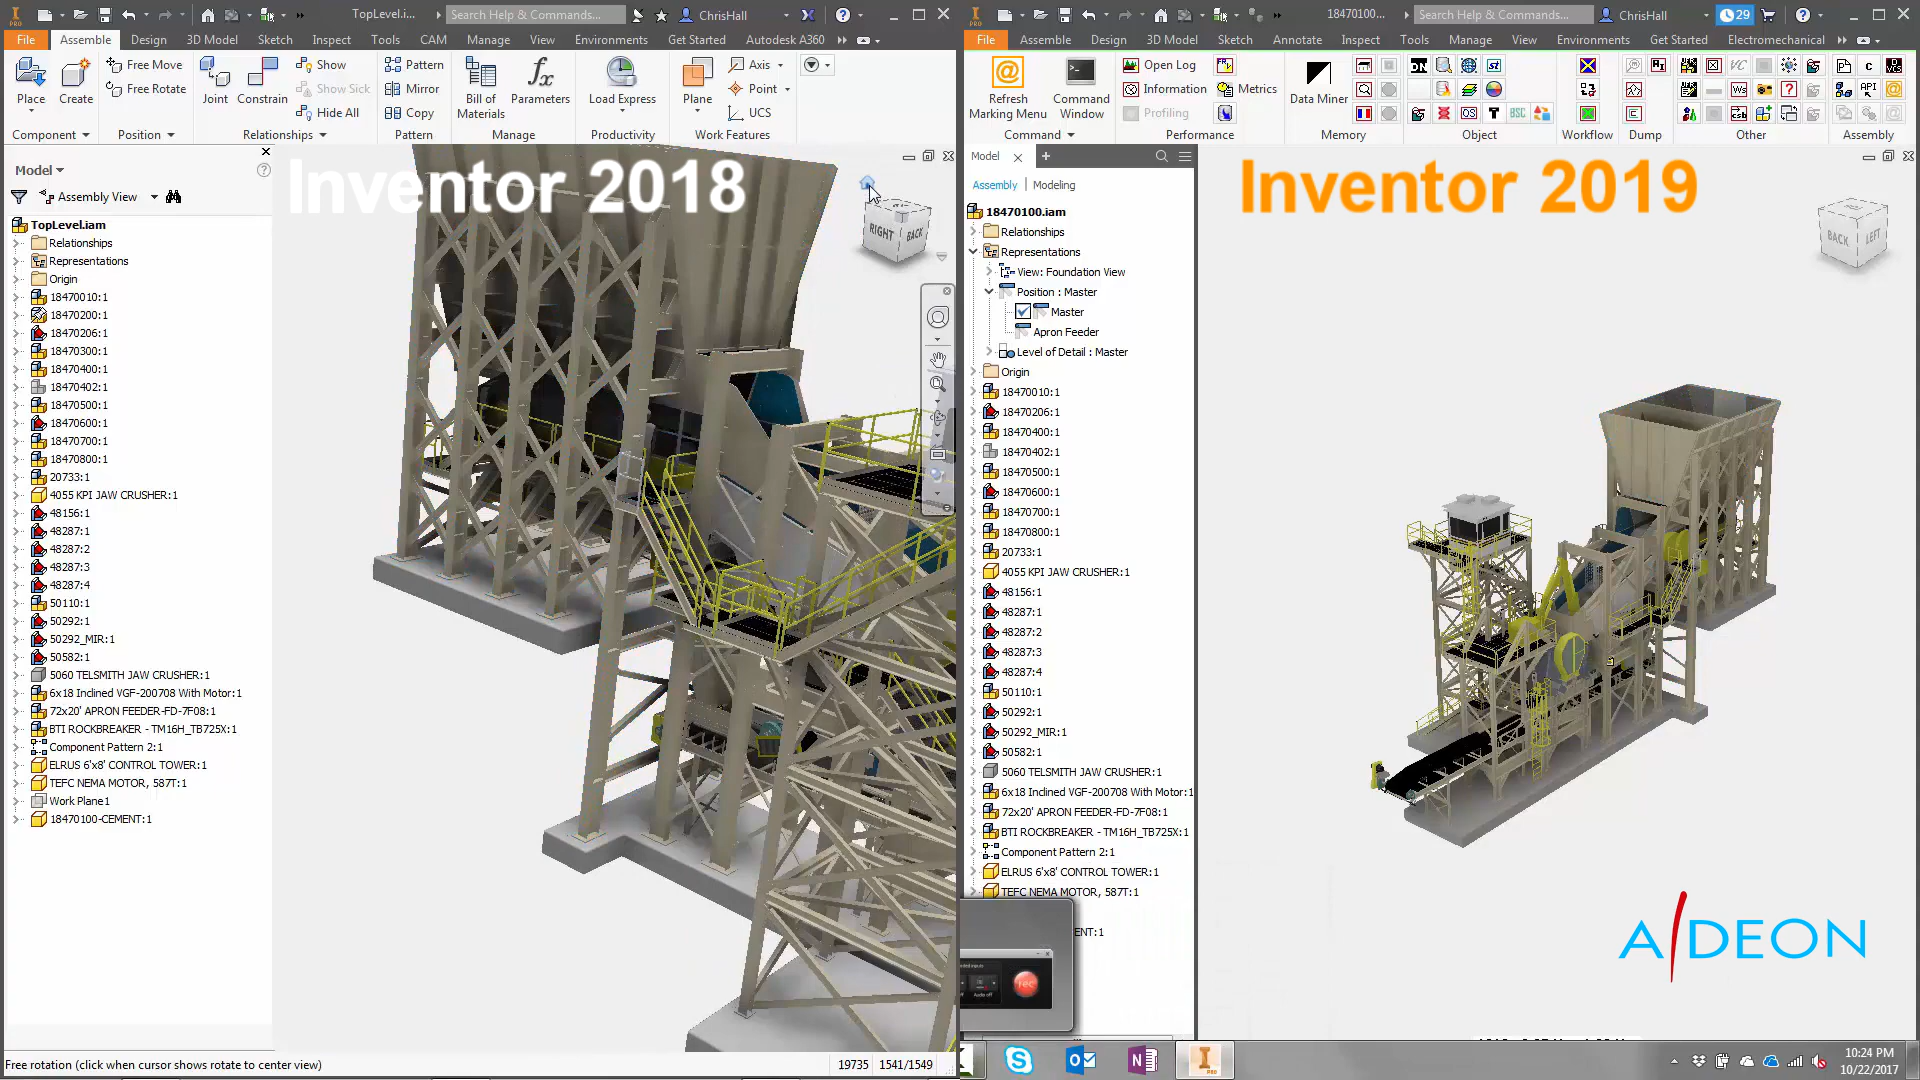 TopLevel.i...
Search Help & Commands...
ChrisHall
File
Assemble
Design
3D Model
Sketch
Inspect
Tools
CAM
Manage
View
Environments
Get Started
Autodesk A360
Place
Create
Component
Free Move
Free Rotate
Position
Joint
Constrain
Show
Show Sick
Hide All
Relationships
Pattern
Mirror
Copy
Pattern
Bill of
Materials
Parameters
Manage
Load Express
Productivity
Plane
Axis
Point
UCS
Work Features
Model
Assembly View
TopLevel.iam
Relationships
Representations
Origin
18470010:1
18470200:1
18470206:1
18470300:1
18470400:1
18470402:1
18470500:1
18470600:1
18470700:1
18470800:1
20733:1
4055 KPI JAW CRUSHER:1
48156:1
48287:1
48287:2
48287:3
48287:4
50110:1
50292:1
50292_MIR:1
50582:1
5060 TELSMITH JAW CRUSHER:1
6x18 Inclined VGF-200708 With Motor:1
72x20' APRON FEEDER-FD-7F08:1
BTI ROCKBREAKER - TM16H_TB725X:1
Component Pattern 2:1
ELRUS 6'x8' CONTROL TOWER:1
TEFC NEMA MOTOR, 587T:1
Work Plane1
18470100-CEMENT:1
Inventor 2018
RIGHT
BACK
Free rotation (click when cursor shows rotate to center view)
19735
1541/1549
18470100...
Search Help & Commands...
ChrisHall
29
File
Assemble
Design
3D Model
Sketch
Annotate
Inspect
Tools
Manage
View
Environments
Get Started
Electromechanical
Refresh
Marking Menu
Command
Window
Command
Open Log
Information
Metrics
Profiling
Performance
Data Miner
Memory
Object
Workflow
Dump
Other
Assembly
Model
Assembly
Modeling
18470100.iam
Relationships
Representations
View: Foundation View
Position : Master
Master
Apron Feeder
Level of Detail : Master
Origin
18470010:1
18470206:1
18470400:1
18470402:1
18470500:1
18470600:1
18470700:1
18470800:1
20733:1
4055 KPI JAW CRUSHER:1
48156:1
48287:1
48287:2
48287:3
48287:4
50110:1
50292:1
50292_MIR:1
50582:1
5060 TELSMITH JAW CRUSHER:1
6x18 Inclined VGF-200708 With Motor:1
72x20' APRON FEEDER-FD-7F08:1
BTI ROCKBREAKER - TM16H_TB725X:1
Component Pattern 2:1
ELRUS 6'x8' CONTROL TOWER:1
TEFC NEMA MOTOR, 587T:1
ENT:1
rec
Inventor 2019
BACK
LEFT
A/DEON
10:24 PM
10/22/2017